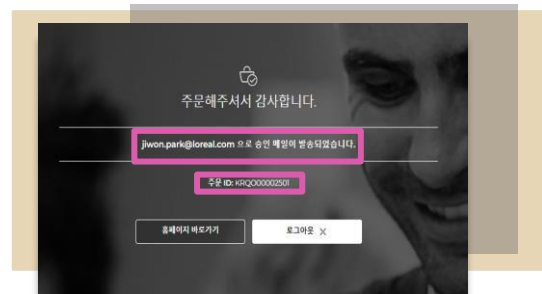 주문해주셔서 감사합니다.
jiwon.park@loreal.com 으로 승인 메일이 발송되었습니다.
주문 ID: KRQO00002501
홈페이지 바로가기
로그아웃 X